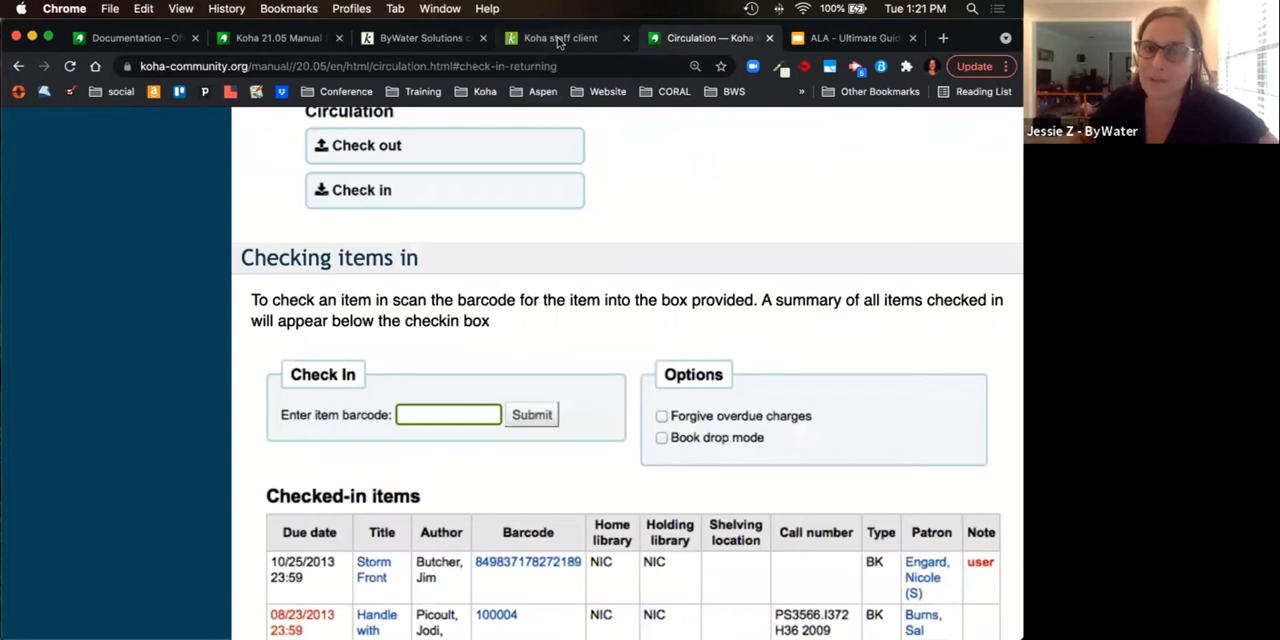 Chrome File Edit View History Bookmarks Profiles Tab Window Help 100% Tue 1:21 PM
Documentation – Of Koha 21.05 Manual ByWater Solutions Koha staff client Circulation — Koha ALA - Ultimate Guid
koha-community.org/manual//20.05/en/html/circulation.html#check-in-returning Update
social Conference Training Koha Aspen Website CORAL BWS » Other Bookmarks Reading List
Jessie Z - ByWater
Circulation
Check out
Check in
Checking items in
To check an item in scan the barcode for the item into the box provided. A summary of all items checked in
will appear below the checkin box
Check In
Options
Enter item barcode: Submit
Forgive overdue charges
Book drop mode
Checked-in items
Due date Title Author Barcode Home library Holding library Shelving location Call number Type Patron Note
10/25/2013 Storm Butcher, 849837178272189 NIC NIC BK Engard, user
23:59 Front Jim Nicole
(S)
08/23/2013 Handle Picoult, 100004 NIC NIC PS3566.I372 BK Burns,
23:59 with Jodi, H36 2009 Sal